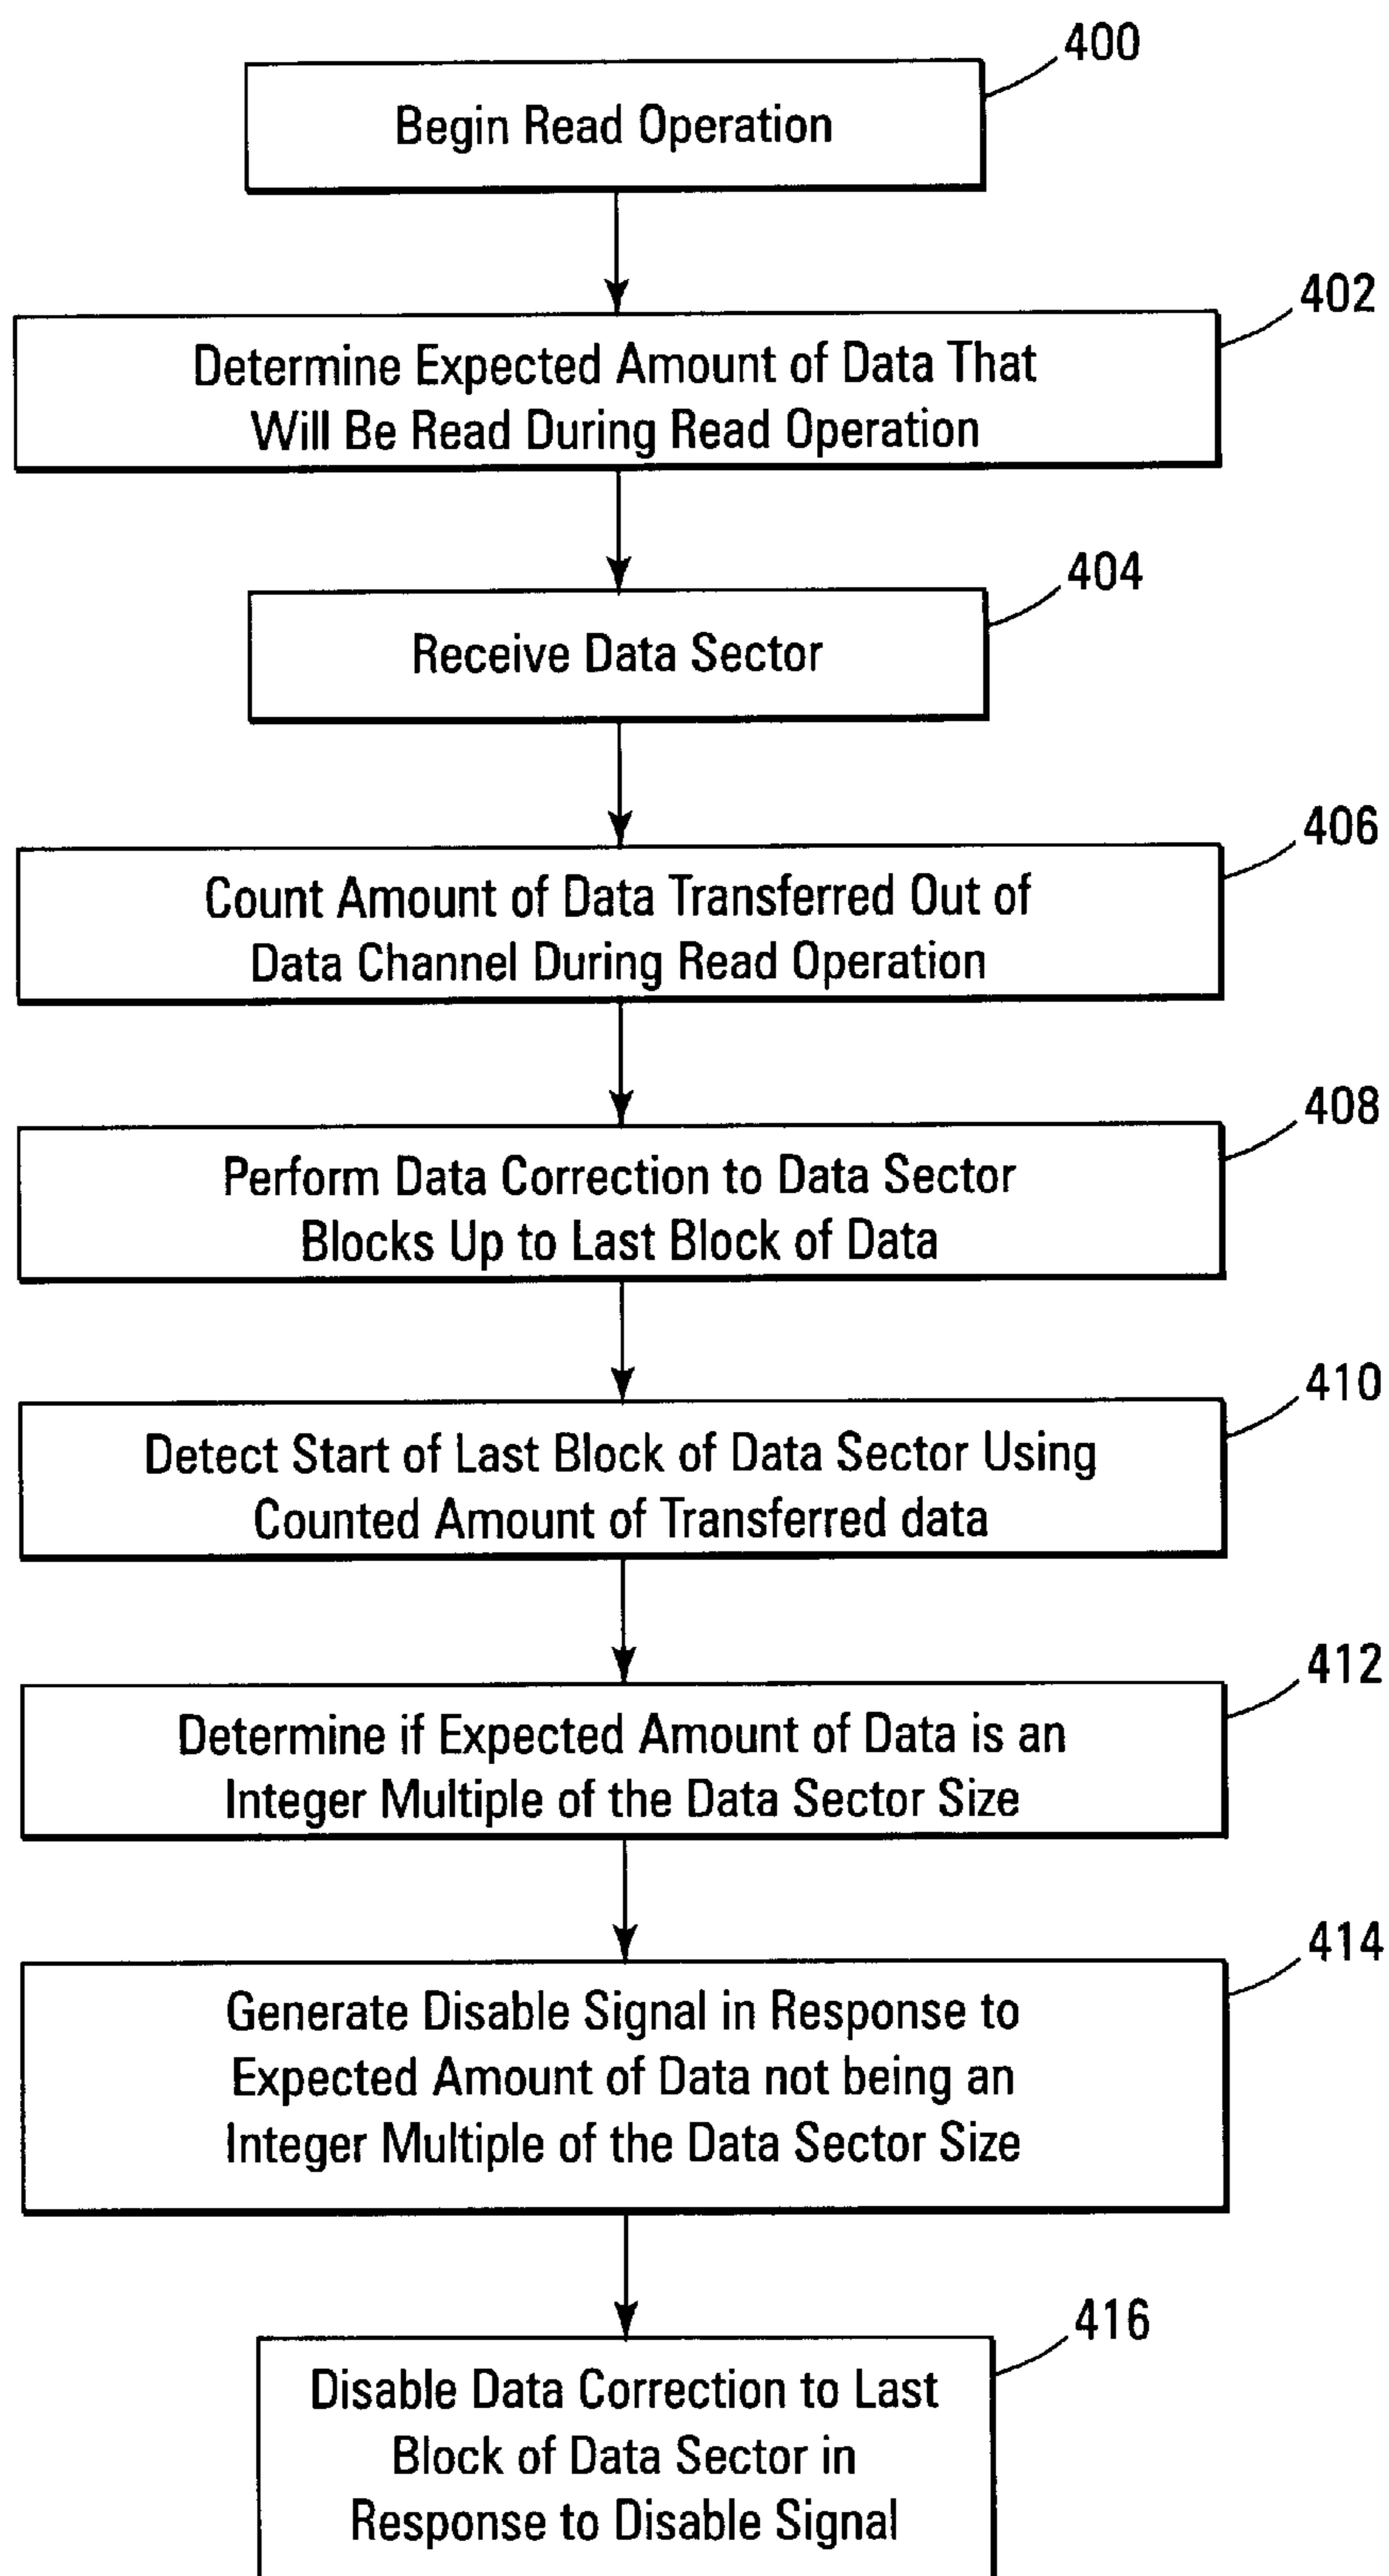 400
Begin Read Operation
402
Determine Expected Amount of Data That
Will Be Read During Read Operation
404
Receive Data Sector
406
Count Amount of Data Transferred Out of
Data Channel During Read Operation
408
Perform Data Correction to Data Sector
Blocks Up to Last Block of Data
410
Detect Start of Last Block of Data Sector Using
Counted Amount of Transferred data
412
Determine if Expected Amount of Data is an
Integer Multiple of the Data Sector Size
414
Generate Disable Signal in Response to
Expected Amount of Data not being an
Integer Multiple of the Data Sector Size
416
Disable Data Correction to Last
Block of Data Sector in
Response to Disable Signal